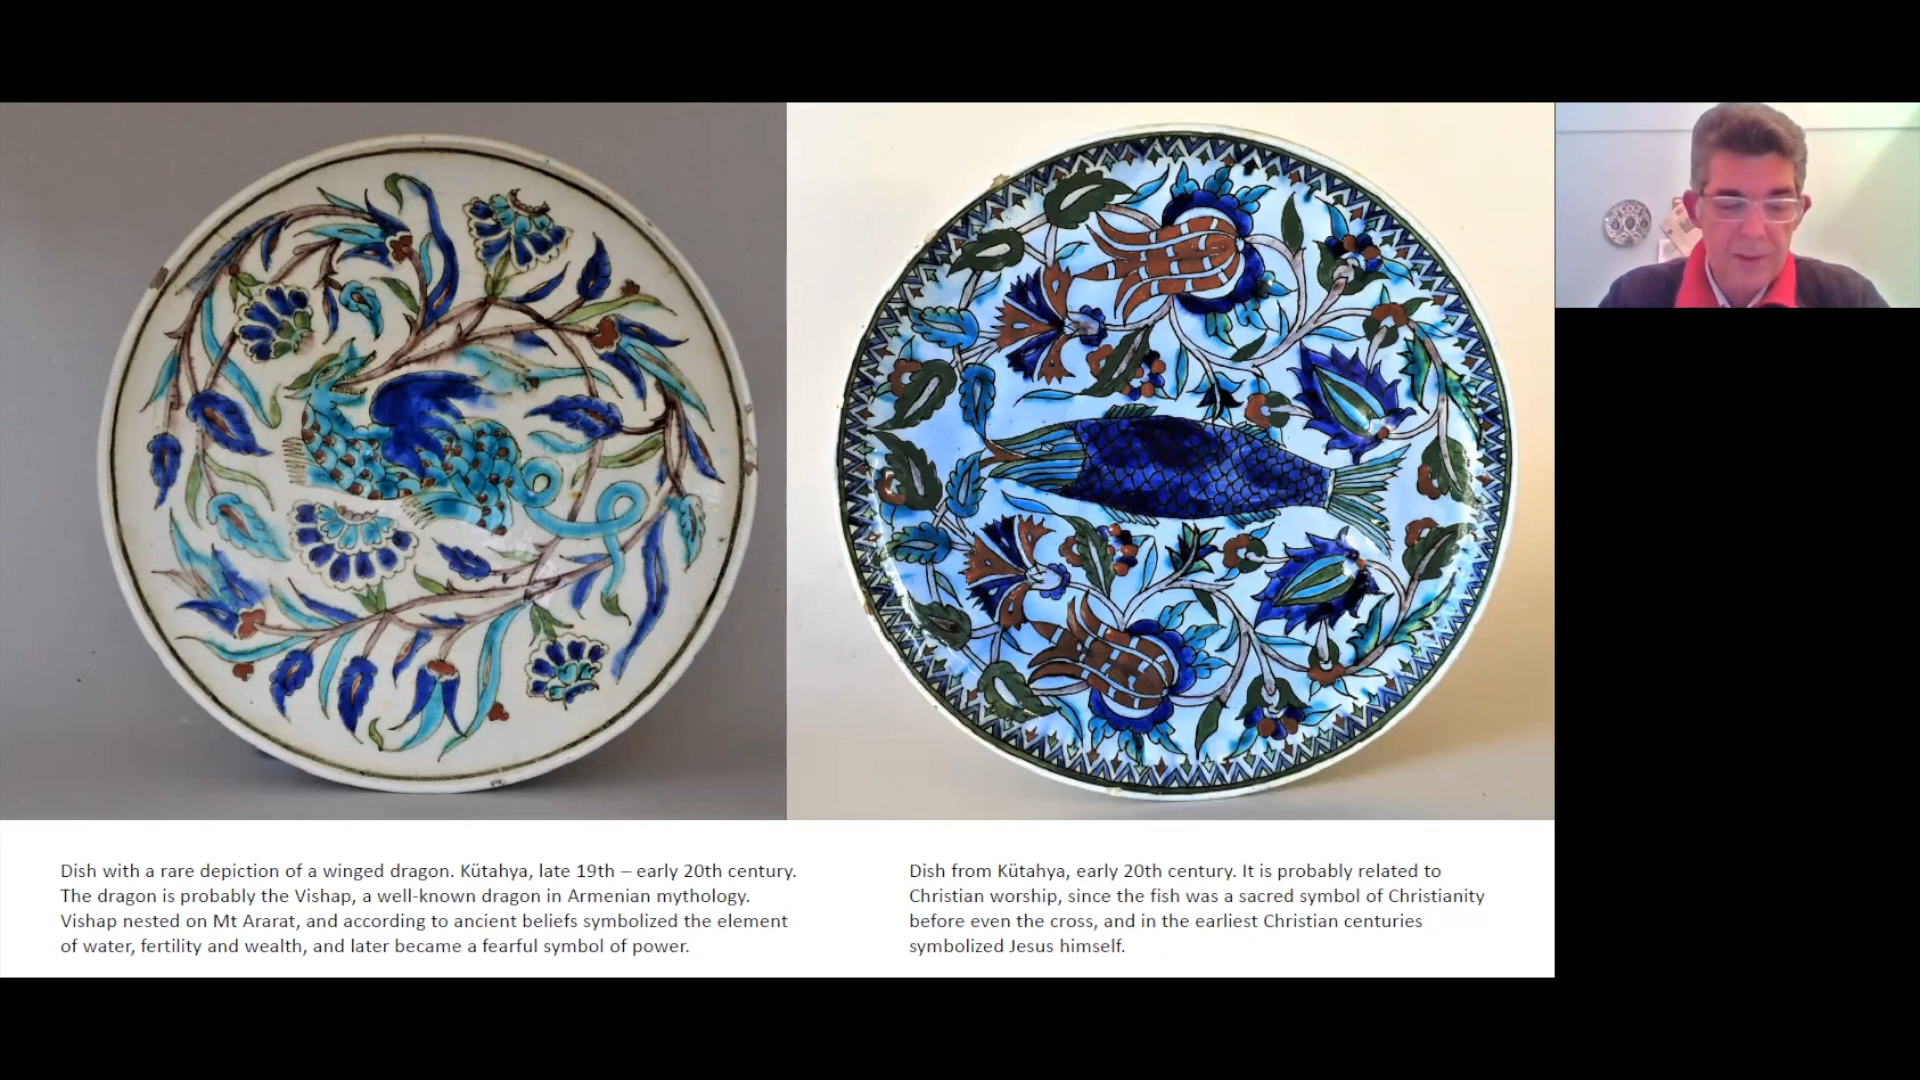 Dish with a rare depiction of a winged dragon. Kütahya, late 19th – early 20th century.
The dragon is probably the Vishap, a well-known dragon in Armenian mythology.
Vishap nested on Mt Ararat, and according to ancient beliefs symbolized the element
of water, fertility and wealth, and later became a fearful symbol of power.
Dish from Kütahya, early 20th century. It is probably related to
Christian worship, since the fish was a sacred symbol of Christianity
before even the cross, and in the earliest Christian centuries
symbolized Jesus himself.